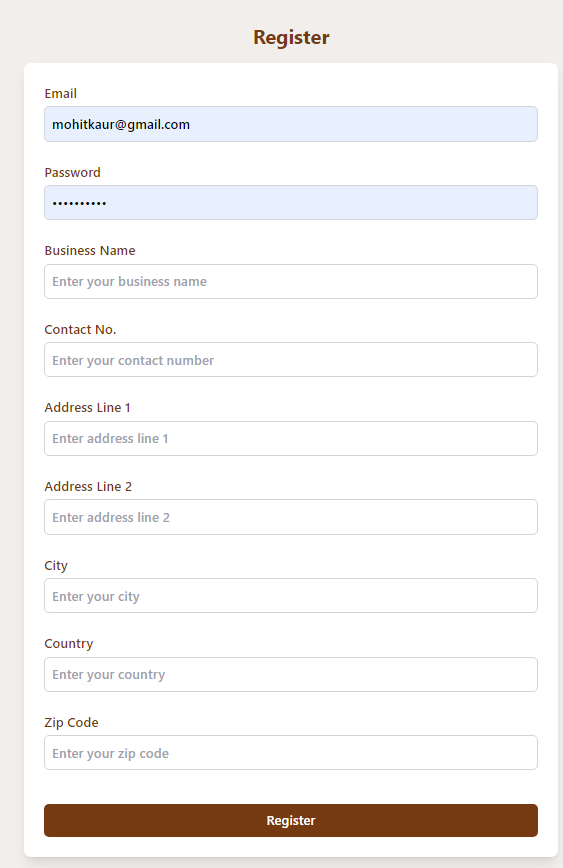 Register
Email
mohitkaur@gmail.com
Password
••••••••••
Business Name
Enter your business name
Contact No.
Enter your contact number
Address Line 1
Enter address line 1
Address Line 2
Enter address line 2
City
Enter your city
Country
Enter your country
Zip Code
Enter your zip code
Register